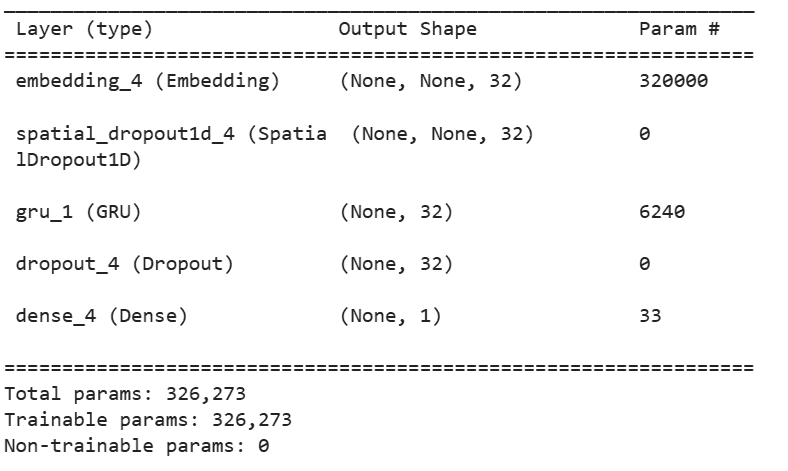 Layer (type) Output Shape Param #
=================================================================
embedding_4 (Embedding) (None, None, 32) 320000
spatial_dropout1d_4 (Spatia (None, None, 32) 0
lDropout1D)
gru_1 (GRU) (None, 32) 6240
dropout_4 (Dropout) (None, 32) 0
dense_4 (Dense) (None, 1) 33
=================================================================
Total params: 326,273
Trainable params: 326,273
Non-trainable params: 0